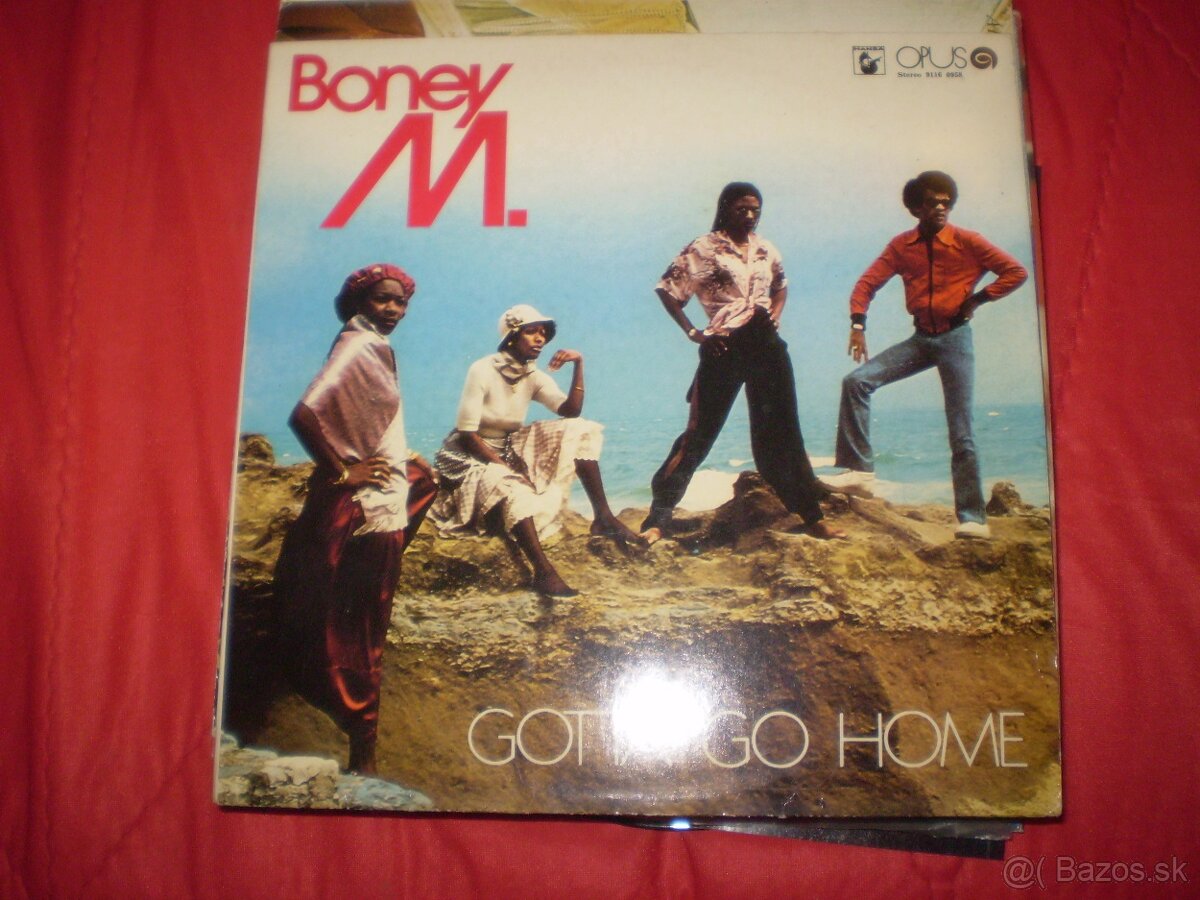 Boney
M.
HANSA
OPUS
Stereo 9116 0958
GOTTA GO HOME
@( Bazos.sk